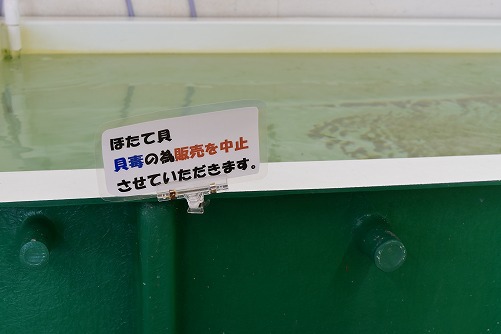 ほたて貝
貝毒の為販売を中止
させていただきます。